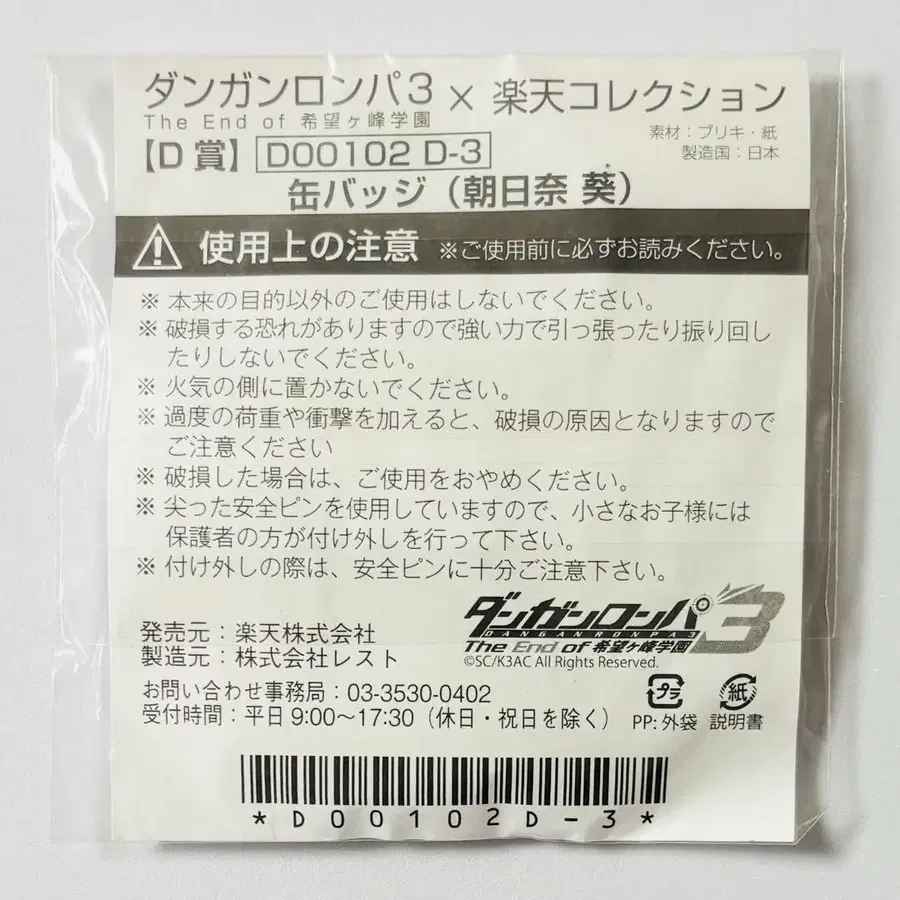 ダンガンロンパ3 × 楽天コレクション
The End of 希望ヶ峰学園
素材：ブリキ・紙
【D 賞】 D00102 D-3
製造国：日本
缶バッジ（朝日奈 葵）
使用上の注意 ※ご使用前に必ずお読みください。
※ 本来の目的以外のご使用はしないでください。
※ 破損する恐れがありますので強い力で引っ張ったり振り回し
たりしないでください。
※ 火気の側に置かないでください。
※ 過度の荷重や衝撃を加えると、破損の原因となりますので
ご注意ください
※ 破損した場合は、ご使用をおやめください。
※ 尖った安全ピンを使用していますので、小さなお子様には
保護者の方が付け外しを行って下さい。
※ 付け外しの際は、安全ピンに十分ご注意下さい。
ダンガンロンパ3
DANGANRONPA3
The End of 希望ヶ峰学園
©SC/K3AC All Rights Reserved.
発売元：楽天株式会社
製造元：株式会社レスト
お問い合わせ事務局：03-3530-0402
受付時間：平日 9:00～17:30（休日・祝日を除く）
プラ 紙
PP: 外袋 説明書
*D00102D-3*